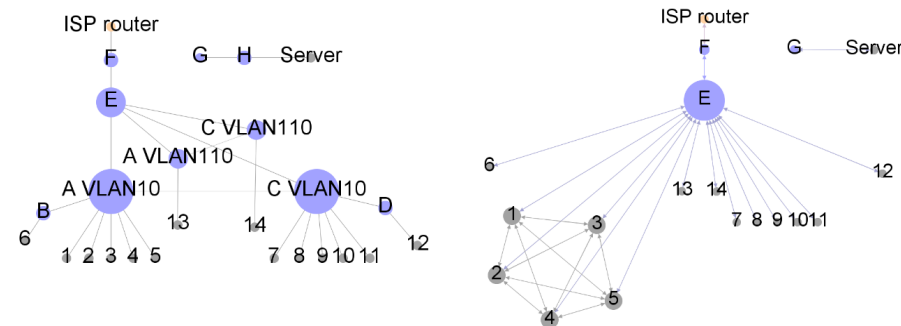 ISP router
F
G H Server
E
C VLAN110
A VLAN110
A VLAN10
C VLAN10
B
D
6
13
14
12
1 2 3 4 5
7 8 9 10 11
ISP router
F
G Server
E
6
12
13 14
1
3
7 8 9 10 11
2
5
4